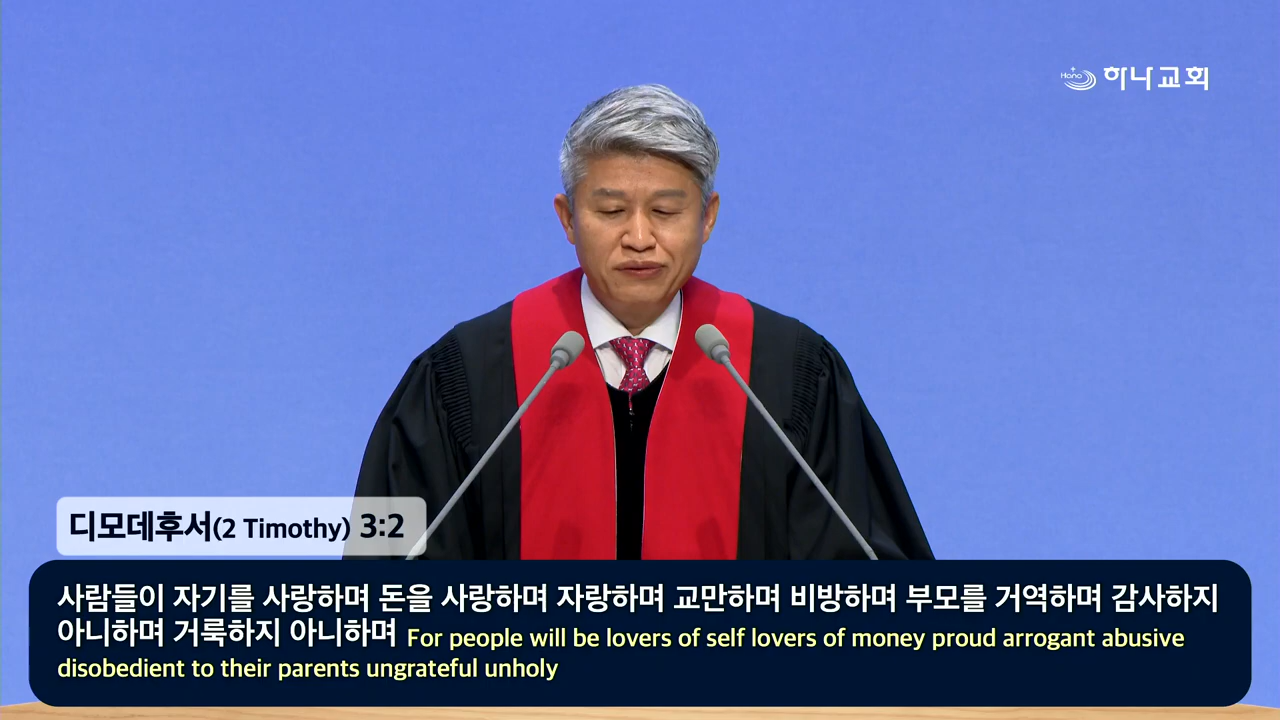 Hana 하나교회
디모데후서(2 Timothy) 3:2
사람들이 자기를 사랑하며 돈을 사랑하며 자랑하며 교만하며 비방하며 부모를 거역하며 감사하지
아니하며 거룩하지 아니하며 For people will be lovers of self lovers of money proud arrogant abusive
disobedient to their parents ungrateful unholy